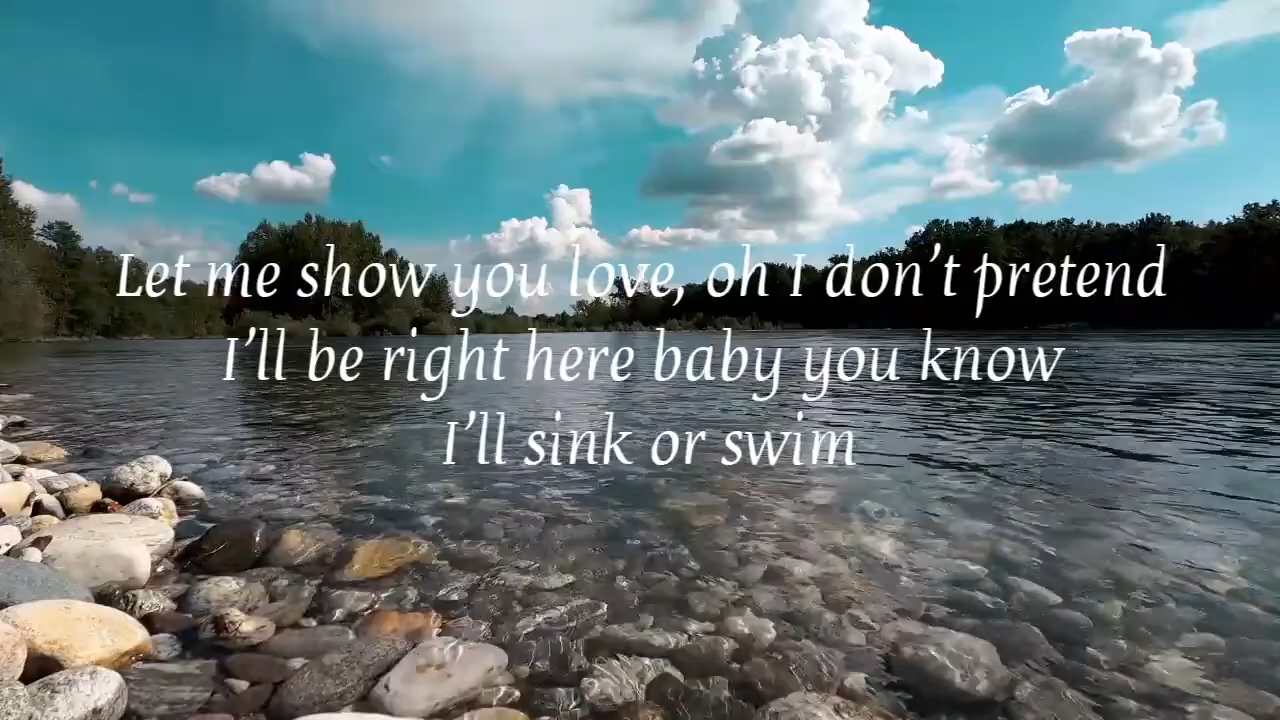 Let me show you love, oh I don’t pretend
I’ll be right here baby you know
I’ll sink or swim